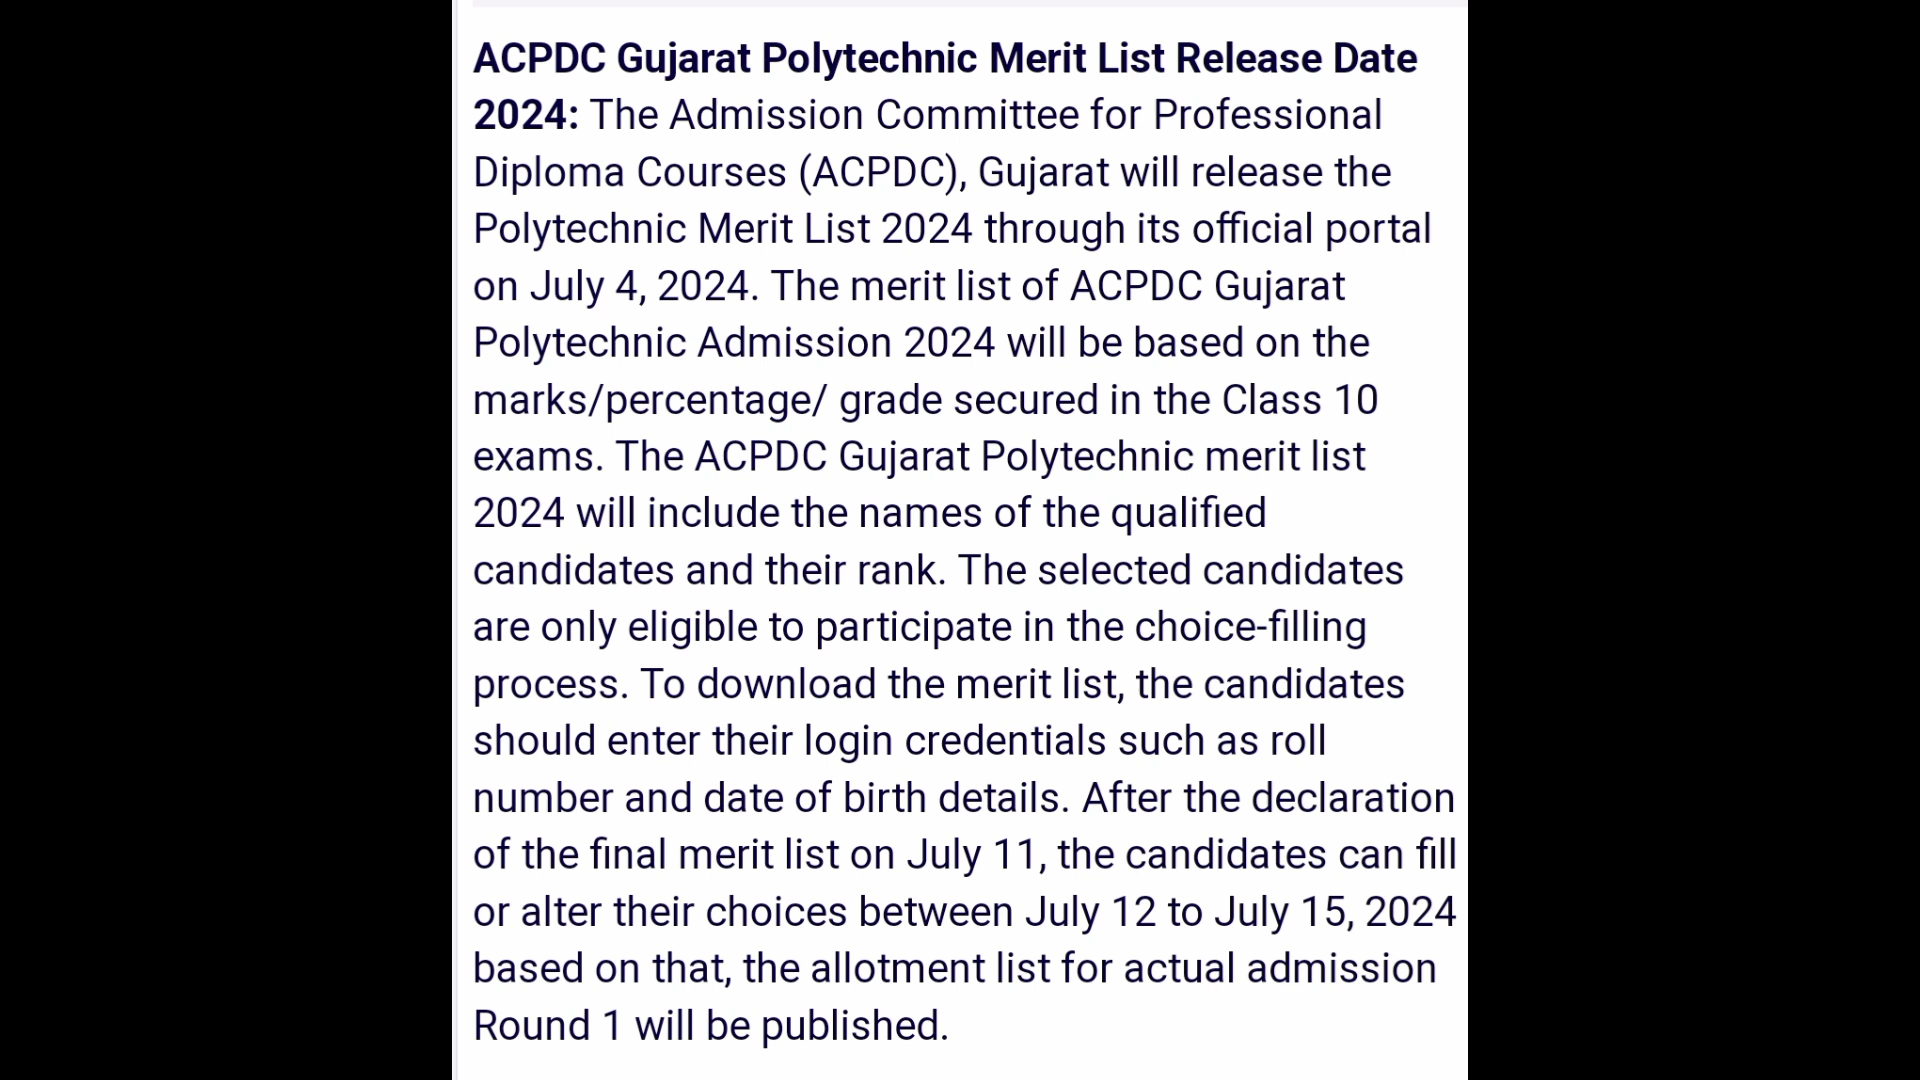 ACPDC Gujarat Polytechnic Merit List Release Date
2024: The Admission Committee for Professional
Diploma Courses (ACPDC), Gujarat will release the
Polytechnic Merit List 2024 through its official portal
on July 4, 2024. The merit list of ACPDC Gujarat
Polytechnic Admission 2024 will be based on the
marks/percentage/ grade secured in the Class 10
exams. The ACPDC Gujarat Polytechnic merit list
2024 will include the names of the qualified
candidates and their rank. The selected candidates
are only eligible to participate in the choice-filling
process. To download the merit list, the candidates
should enter their login credentials such as roll
number and date of birth details. After the declaration
of the final merit list on July 11, the candidates can fill
or alter their choices between July 12 to July 15, 2024
based on that, the allotment list for actual admission
Round 1 will be published.